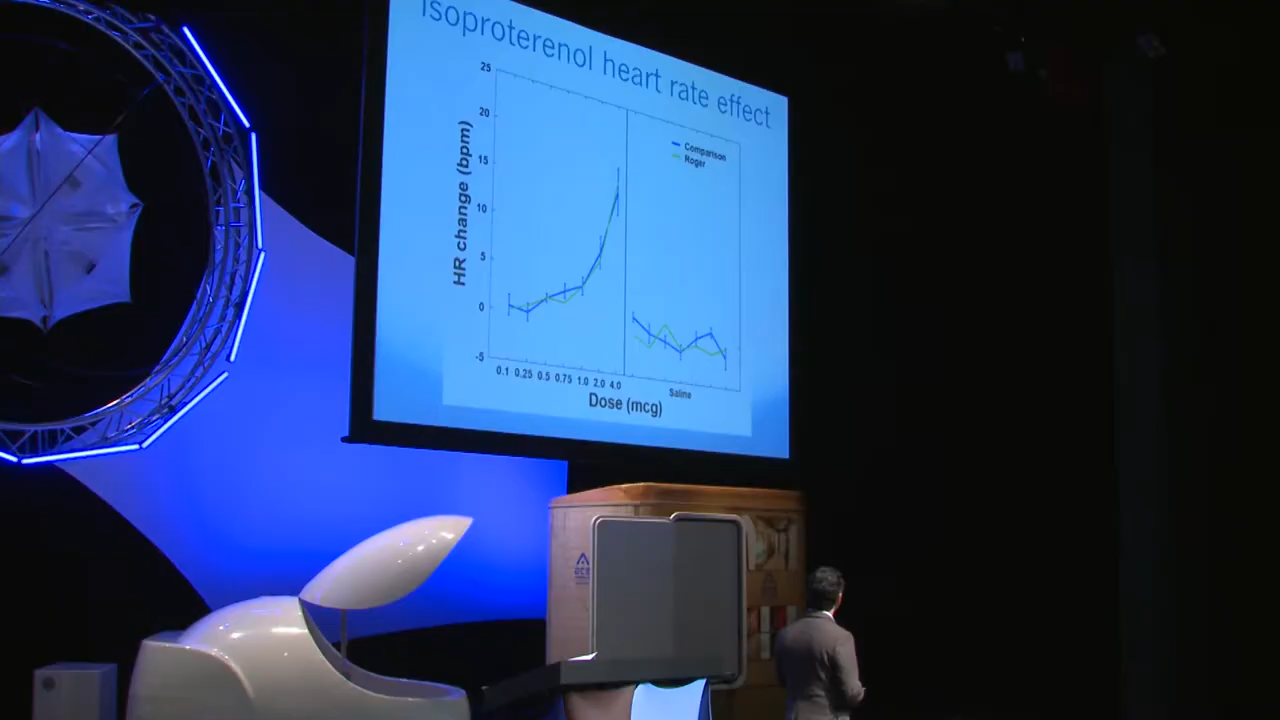 Isoproterenol heart rate effect
25
20
15
10
5
0
-5
HR change (bpm)
Comparison
Roger
0.1 0.25 0.5 0.75 1.0 2.0 4.0
Saline
Dose (mcg)